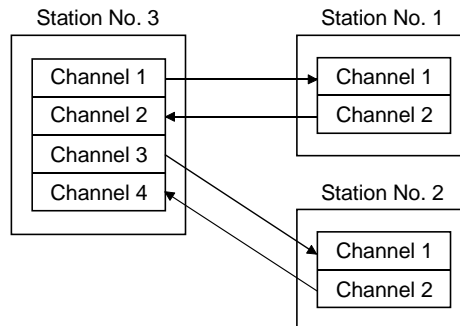 Station No. 3
Channel 1
Channel 2
Channel 3
Channel 4
Station No. 1
Channel 1
Channel 2
Station No. 2
Channel 1
Channel 2